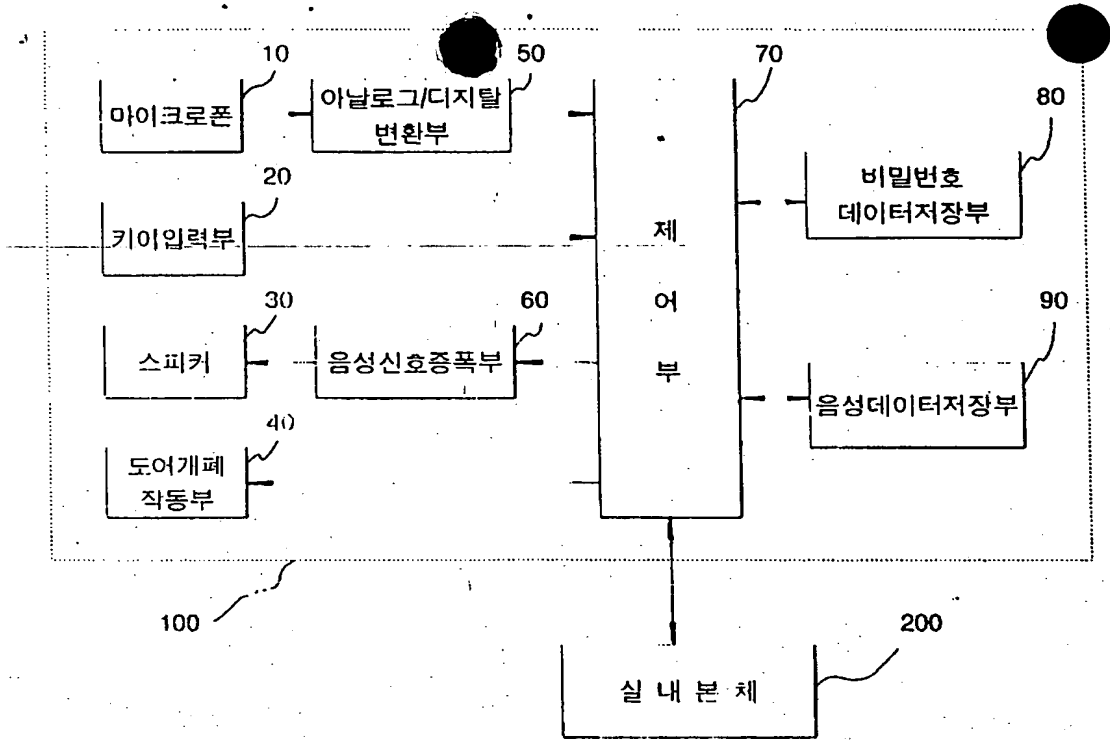 10
마이크로폰
50
아날로그/디지탈
변환부
70
제
어
부
80
비밀번호
데이터저장부
20
키이입력부
30
스피커
60
음성신호증폭부
90
음성데이터저장부
40
도어개폐
작동부
100
200
실 내 본 체